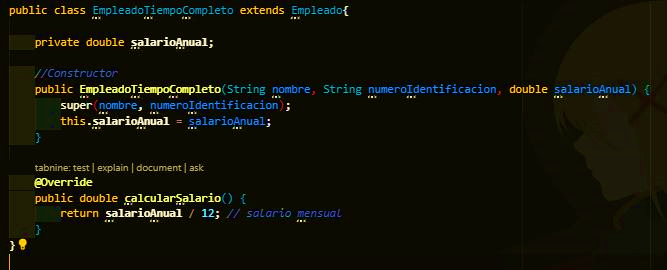 public class EmpleadoTiempoCompleto extends Empleado{
private double salarioAnual;
//Constructor
public EmpleadoTiempoCompleto(String nombre, String numeroIdentificacion, double salarioAnual) {
super(nombre, numeroIdentificacion);
this.salarioAnual = salarioAnual;
}
tabnine: test | explain | document | ask
@Override
public double calcularSalario() {
return salarioAnual / 12; // salario mensual
}
}